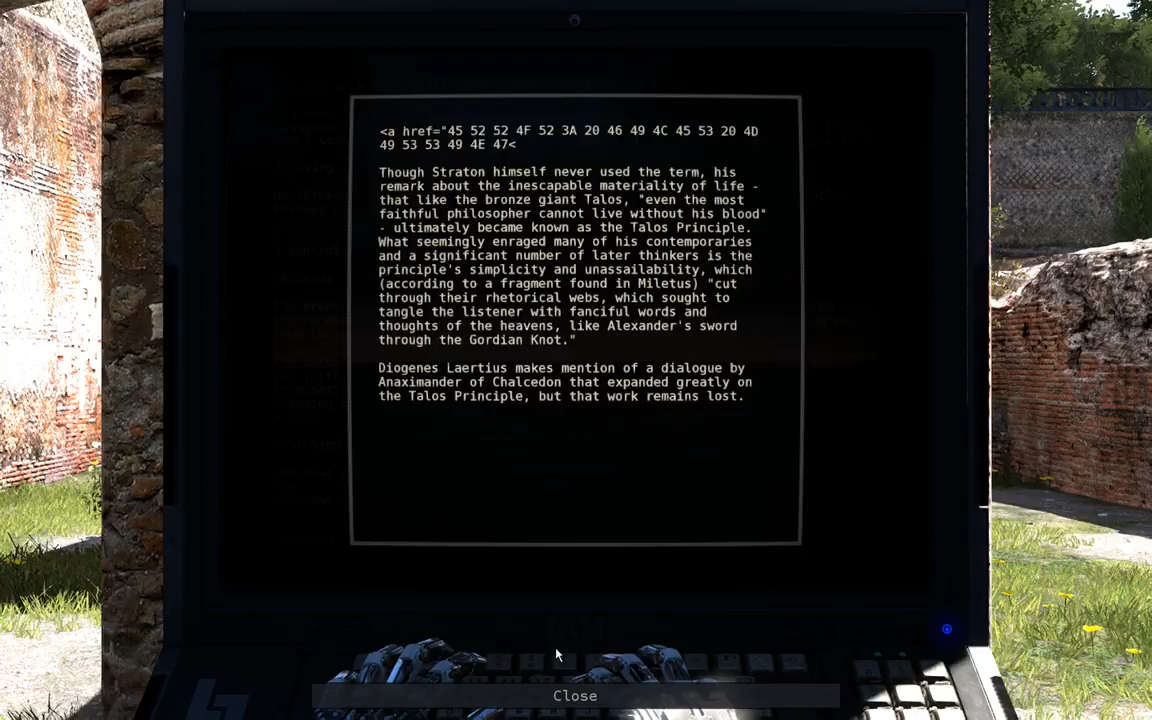 <a href="45 52 52 4F 52 3A 20 46 49 4C 45 53 20 4D
49 53 53 49 4E 47<
Though Straton himself never used the term, his
remark about the inescapable materiality of life -
that like the bronze giant Talos, "even the most
faithful philosopher cannot live without his blood"
- ultimately became known as the Talos Principle.
What seemingly enraged many of his contemporaries
and a significant number of later thinkers is the
principle's simplicity and unassailability, which
(according to a fragment found in Miletus) "cut
through their rhetorical webs, which sought to
tangle the listener with fanciful words and
thoughts of the heavens, like Alexander's sword
through the Gordian Knot."
Diogenes Laertius makes mention of a dialogue by
Anaximander of Chalcedon that expanded greatly on
the Talos Principle, but that work remains lost.
Close